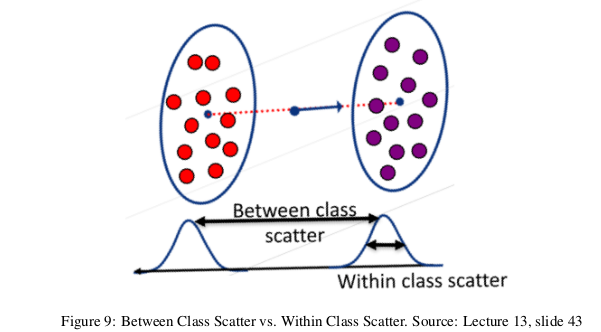 Between class
scatter
Within class scatter
Figure 9: Between Class Scatter vs. Within Class Scatter. Source: Lecture 13, slide 43